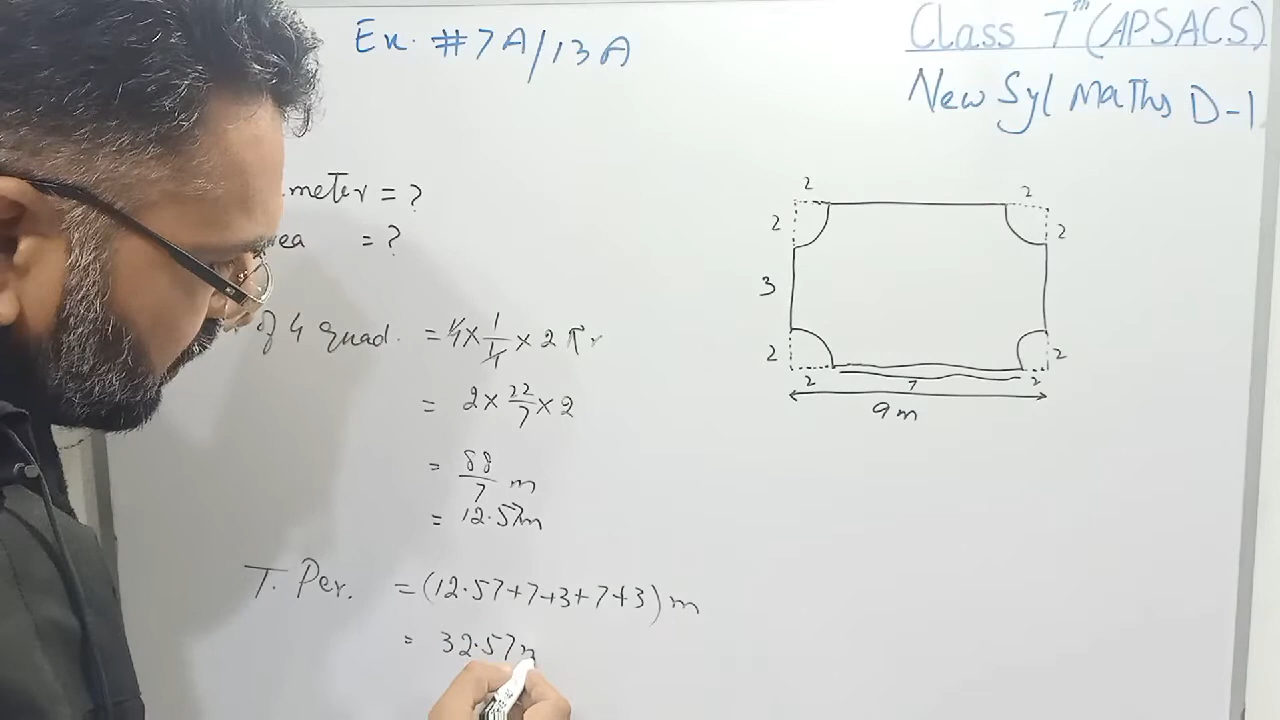 Ex. #7A/13A
Class 7th (APSACS)
New Syl Maths D-1
meter = ?
ea = ?
of 4 quad. = 4 × 1/4 × 2πr
= 2 × 22/7 × 2
= 88/7 m
= 12.57m
T. Per. = (12.57+7+3+7+3) m
= 32.57m
2
2
2
2
3
2
2
2
7
2
9 m